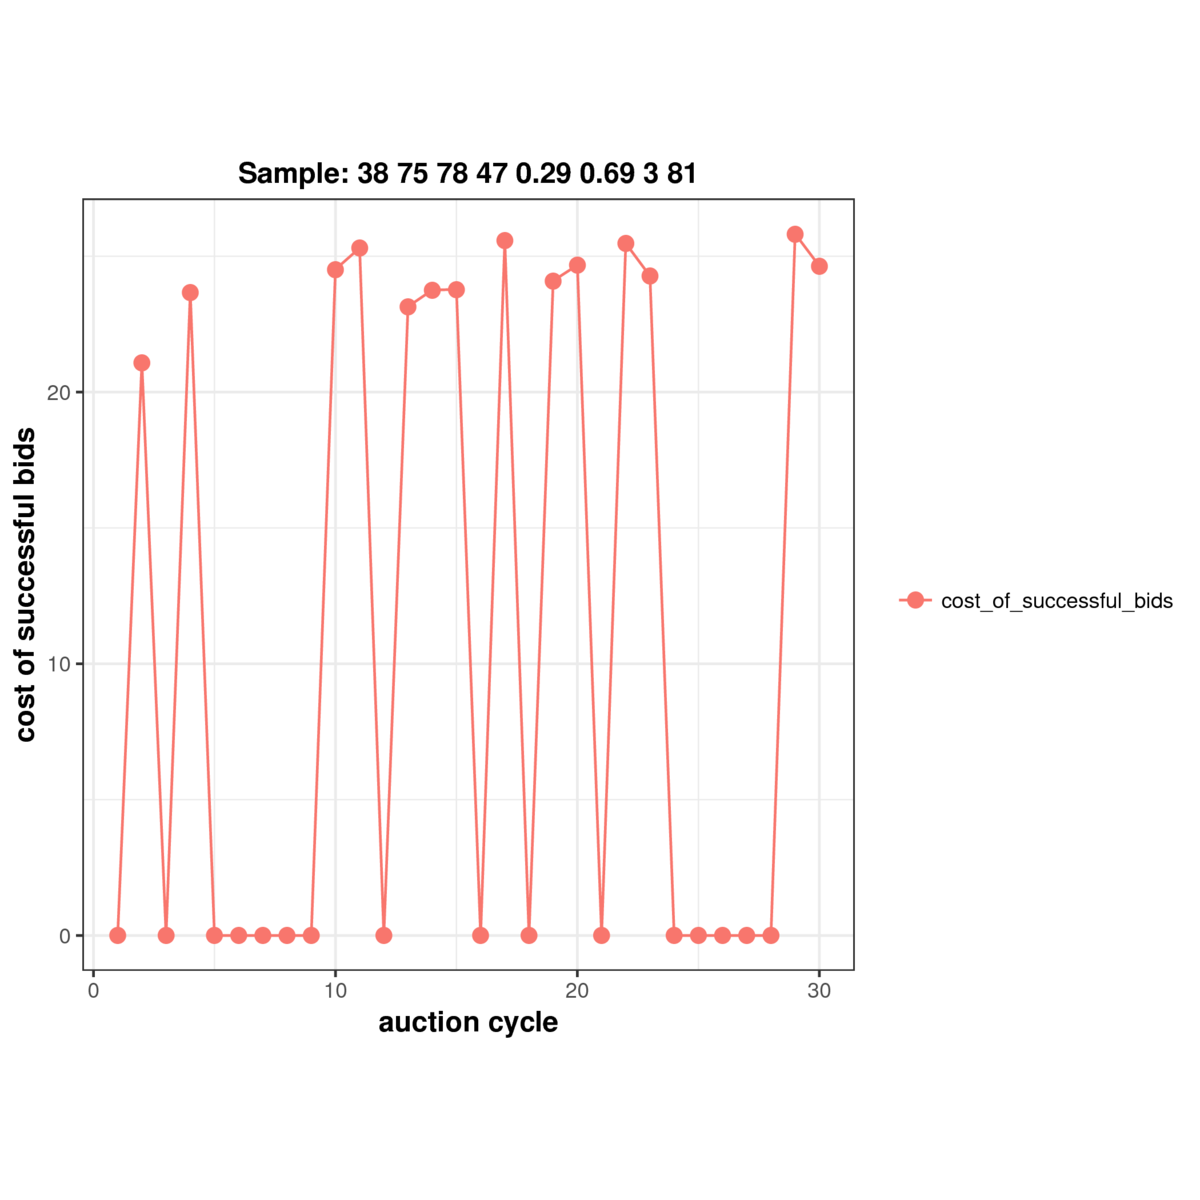 Sample: 38 75 78 47 0.29 0.69 3 81
cost of successful bids
20
10
0
0 10 20 30
auction cycle
cost_of_successful_bids